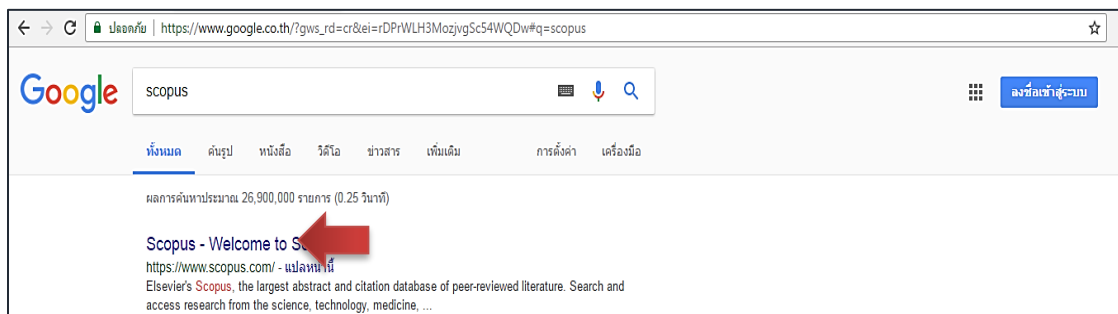 ปลอดภัย | https://www.google.co.th/?gws_rd=cr&ei=rDPrWLH3MozjvgSc54WQDw#q=scopus
Google scopus ลงชื่อเข้าสู่ระบบ
ทั้งหมด ค้นรูป หนังสือ วิดีโอ ข่าวสาร เพิ่มเติม การตั้งค่า เครื่องมือ
ผลการค้นหาประมาณ 26,900,000 รายการ (0.25 วินาที)
Scopus - Welcome to
https://www.scopus.com/ - แปลหน้านี้
Elsevier's Scopus, the largest abstract and citation database of peer-reviewed literature. Search and
access research from the science, technology, medicine, ...